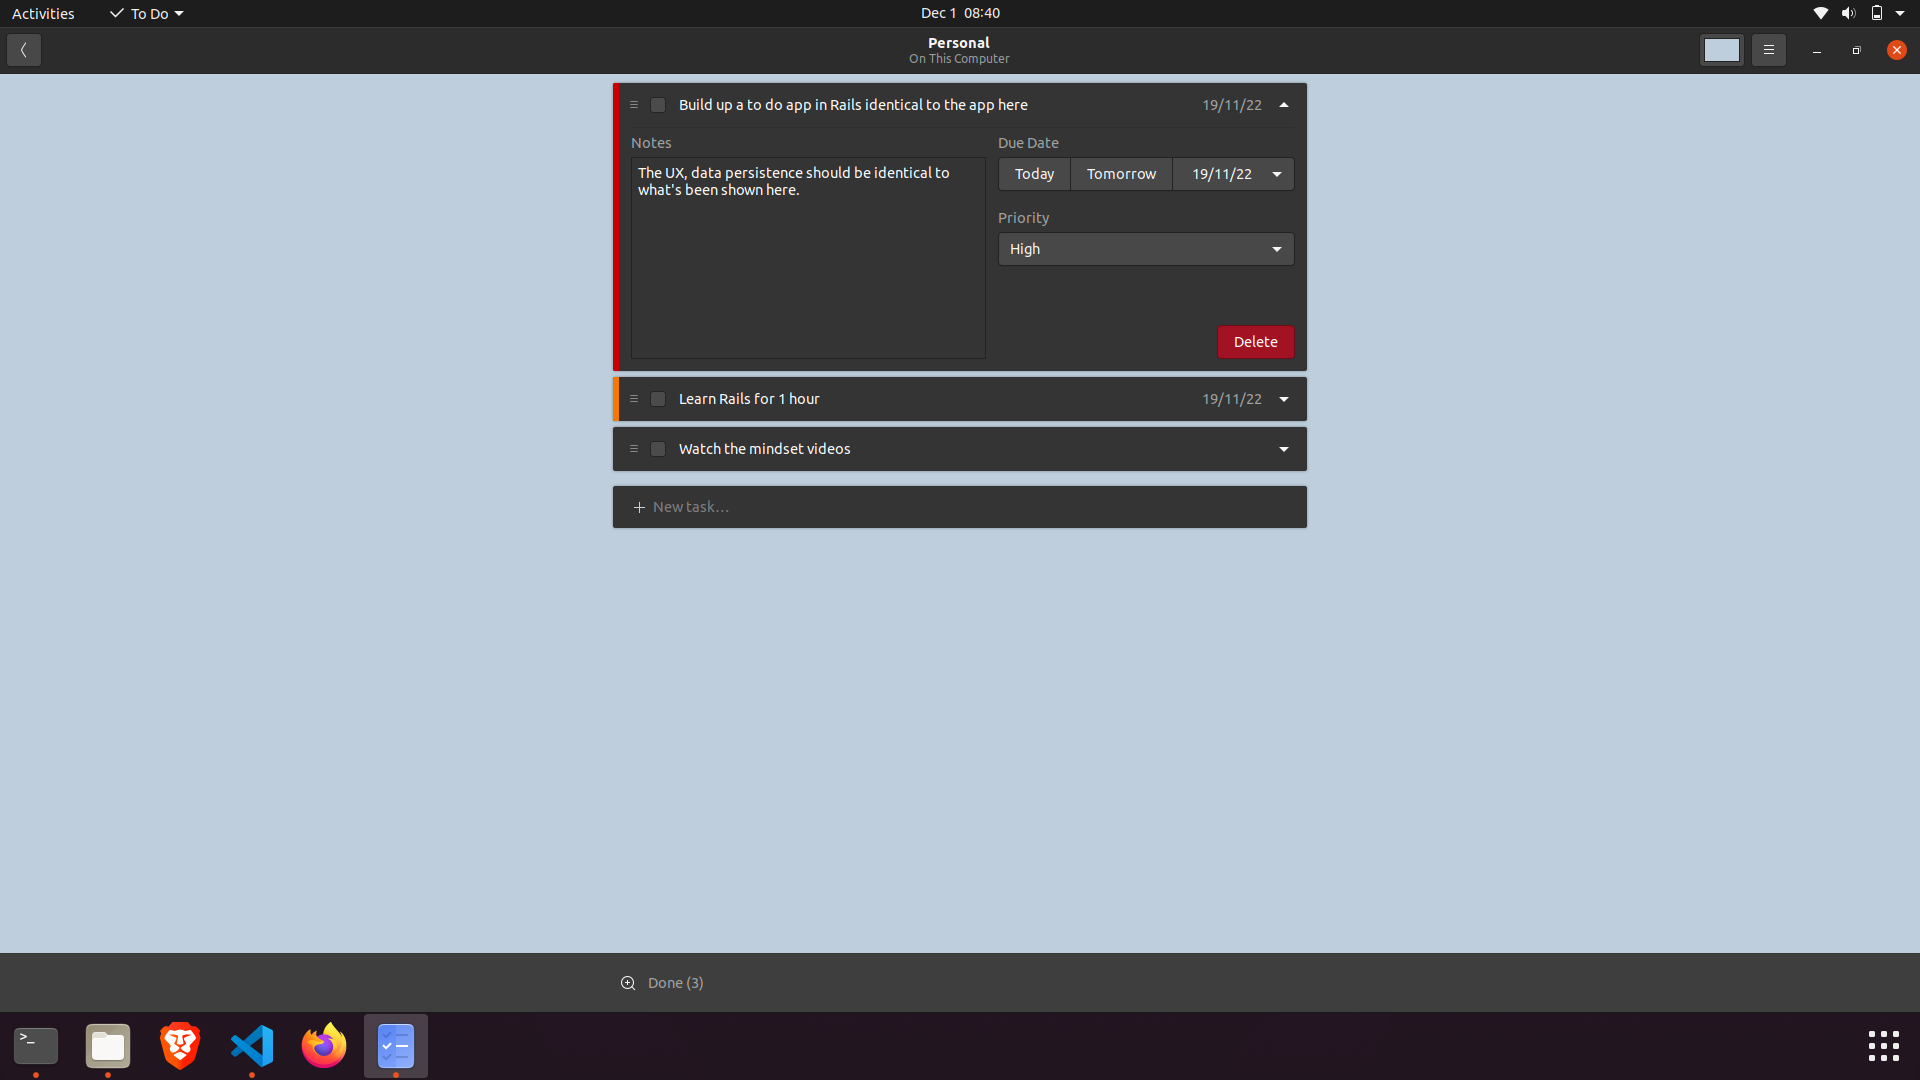 Activities
To Do
Dec 1 08:40
Personal
On This Computer
Build up a to do app in Rails identical to the app here
19/11/22
Notes
Due Date
The UX, data persistence should be identical to
what's been shown here.
Today
Tomorrow
19/11/22
Priority
High
Delete
Learn Rails for 1 hour
19/11/22
Watch the mindset videos
New task…
Done (3)
>_